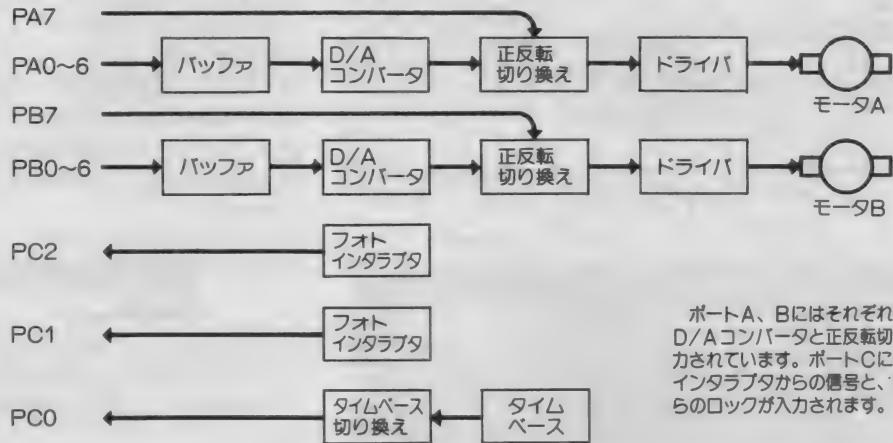 PA7
PA0~6
バッファ
D/A
コンバータ
正反転
切り換え
ドライバ
モータA
PB7
PB0~6
バッファ
D/A
コンバータ
正反転
切り換え
ドライバ
モータB
PC2
フォト
インタラプタ
PC1
フォト
インタラプタ
PC0
タイムベース
切り換え
タイム
ベース
ポートA、Bにはそれぞれ
D/Aコンバータと正反転切
力されています。ポートCに
インタラプタからの信号と、
らのロックが入力されます。